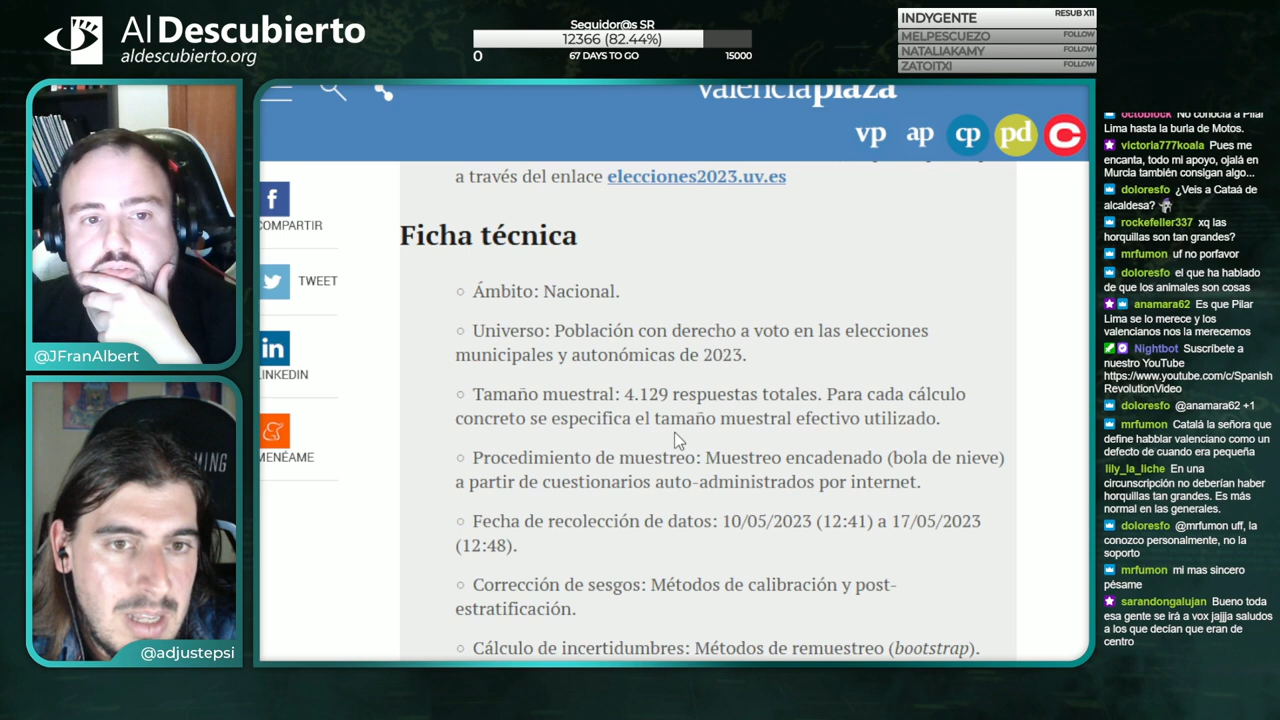 Al Descubierto
aldescubierto.org
Seguidor@s SR
12366 (82.44%)
0
67 DAYS TO GO
15000
INDYGENTE
RESUB X11
MELPESCUEZO
FOLLOW
NATALIAKAMY
FOLLOW
ZATOITXI
FOLLOW
@JFranAlbert
GAMING
@adjustepsi
valenciaplaza
vp
ap
cp
pd
C
COMPARTIR
TWEET
LINKEDIN
MENÉAME
a través del enlace elecciones2023.uv.es
Ficha técnica
○ Ámbito: Nacional.
○ Universo: Población con derecho a voto en las elecciones
municipales y autonómicas de 2023.
○ Tamaño muestral: 4.129 respuestas totales. Para cada cálculo
concreto se especifica el tamaño muestral efectivo utilizado.
○ Procedimiento de muestreo: Muestreo encadenado (bola de nieve)
a partir de cuestionarios auto-administrados por internet.
○ Fecha de recolección de datos: 10/05/2023 (12:41) a 17/05/2023
(12:48).
○ Corrección de sesgos: Métodos de calibración y post-
estratificación.
○ Cálculo de incertidumbres: Métodos de remuestreo (bootstrap).
octoblock No conocía a Pilar
Lima hasta la burla de Motos.
victoria777koala Pues me
encanta, todo mi apoyo, ojalá en
Murcia también consigan algo...
doloresfo ¿Veis a Cataá de
alcaldesa?
rockefeller337 xq las
horquillas son tan grandes?
mrfumon uf no porfavor
doloresfo el que ha hablado
de que los animales son cosas
anamara62 Es que Pilar
Lima se lo merece y los
valencianos nos la merecemos
Nightbot Suscríbete a
nuestro YouTube
https://www.youtube.com/c/Spanish
RevolutionVideo
doloresfo @anamara62 +1
mrfumon Catalá la señora que
define habblar valenciano como un
defecto de cuando era pequeña
lily_la_liche En una
circunscripción no deberían haber
horquillas tan grandes. Es más
normal en las generales.
doloresfo @mrfumon uff, la
conozco personalmente, no la
soporto
mrfumon mi mas sincero
pésame
sarandongalujan Bueno toda
esa gente se irá a vox jajjja saludos
a los que decían que eran de
centro